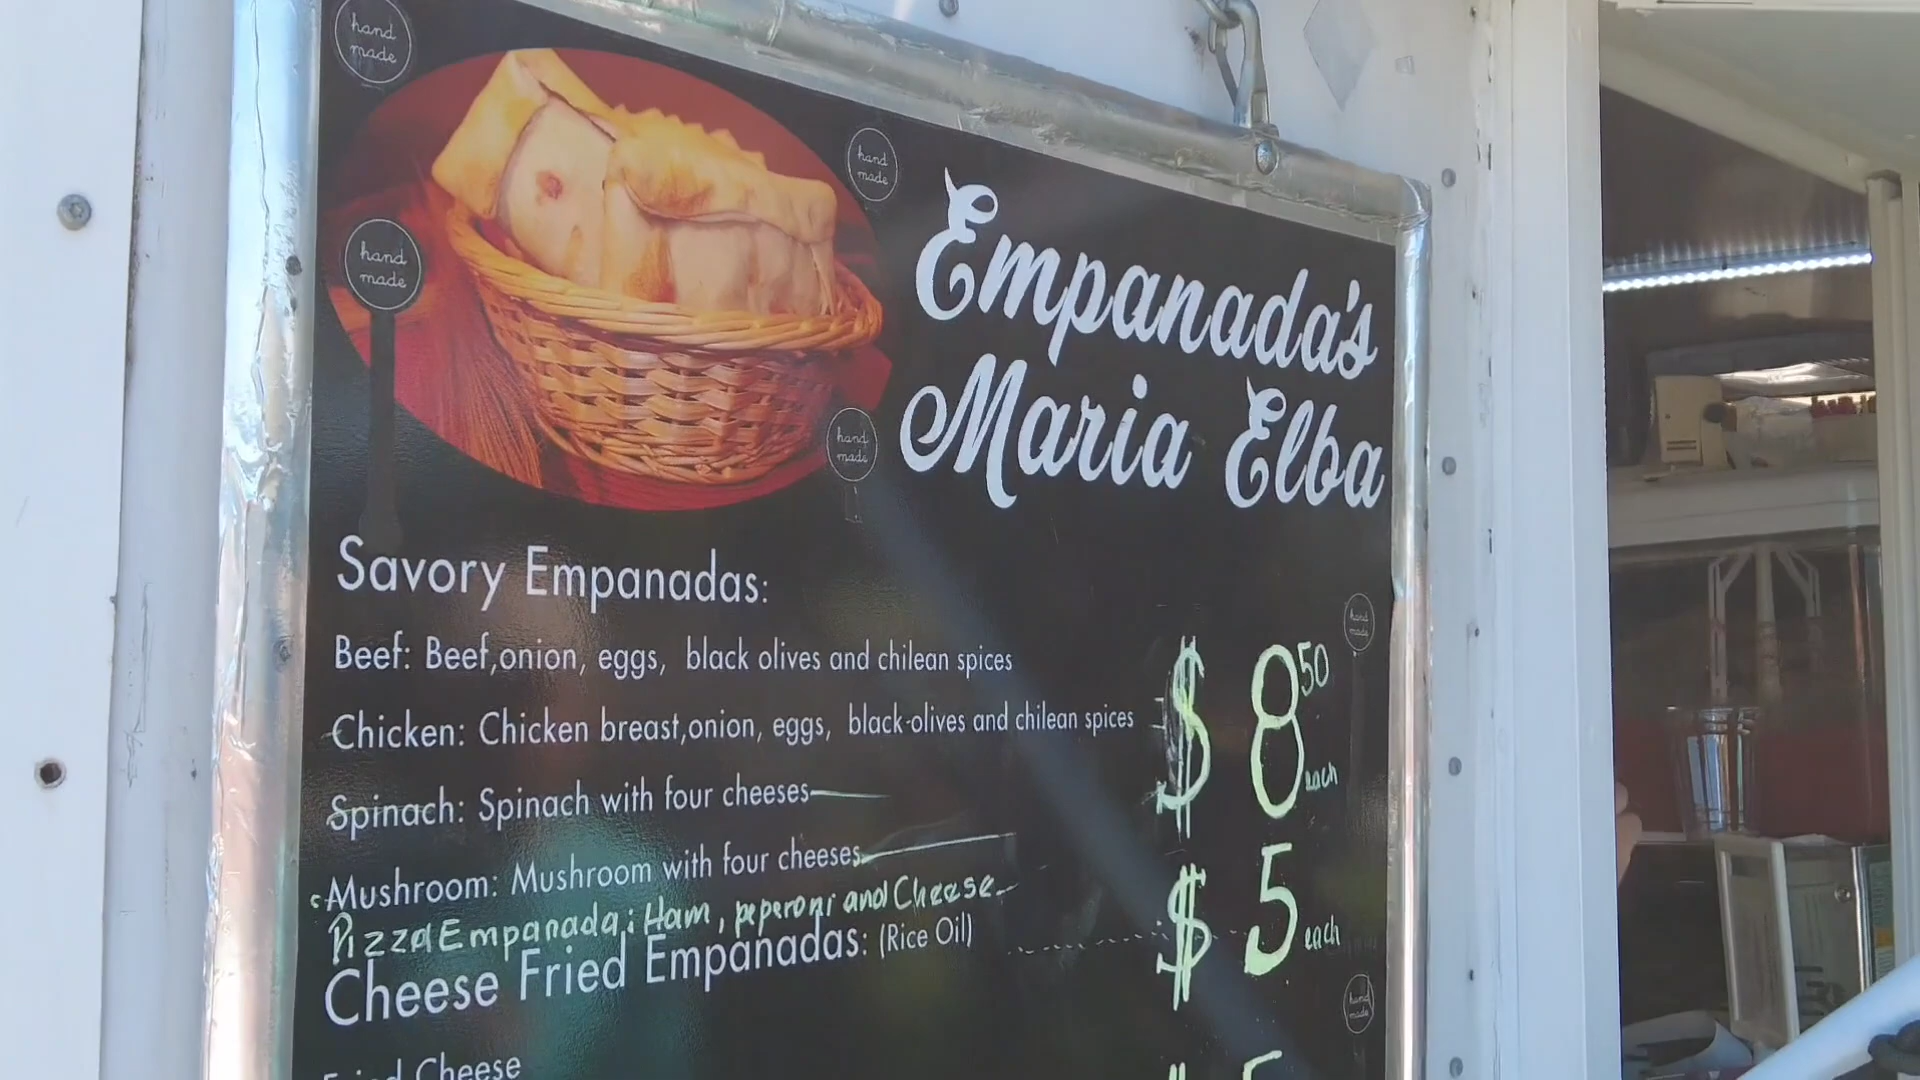 hand
made
hand
made
hand
made
hand
made
Empanada's
Maria Elba
Savory Empanadas:
Beef: Beef,onion, eggs, black olives and chilean spices
Chicken: Chicken breast,onion, eggs, black olives and chilean spices
$ 8 50 each
hand
made
Spinach: Spinach with four cheeses
Mushroom: Mushroom with four cheeses
Pizza Empanada: Ham, peperoni and Cheese
$ 5 each
Cheese Fried Empanadas: (Rice Oil)
hand
made
Fried Cheese
$ 5